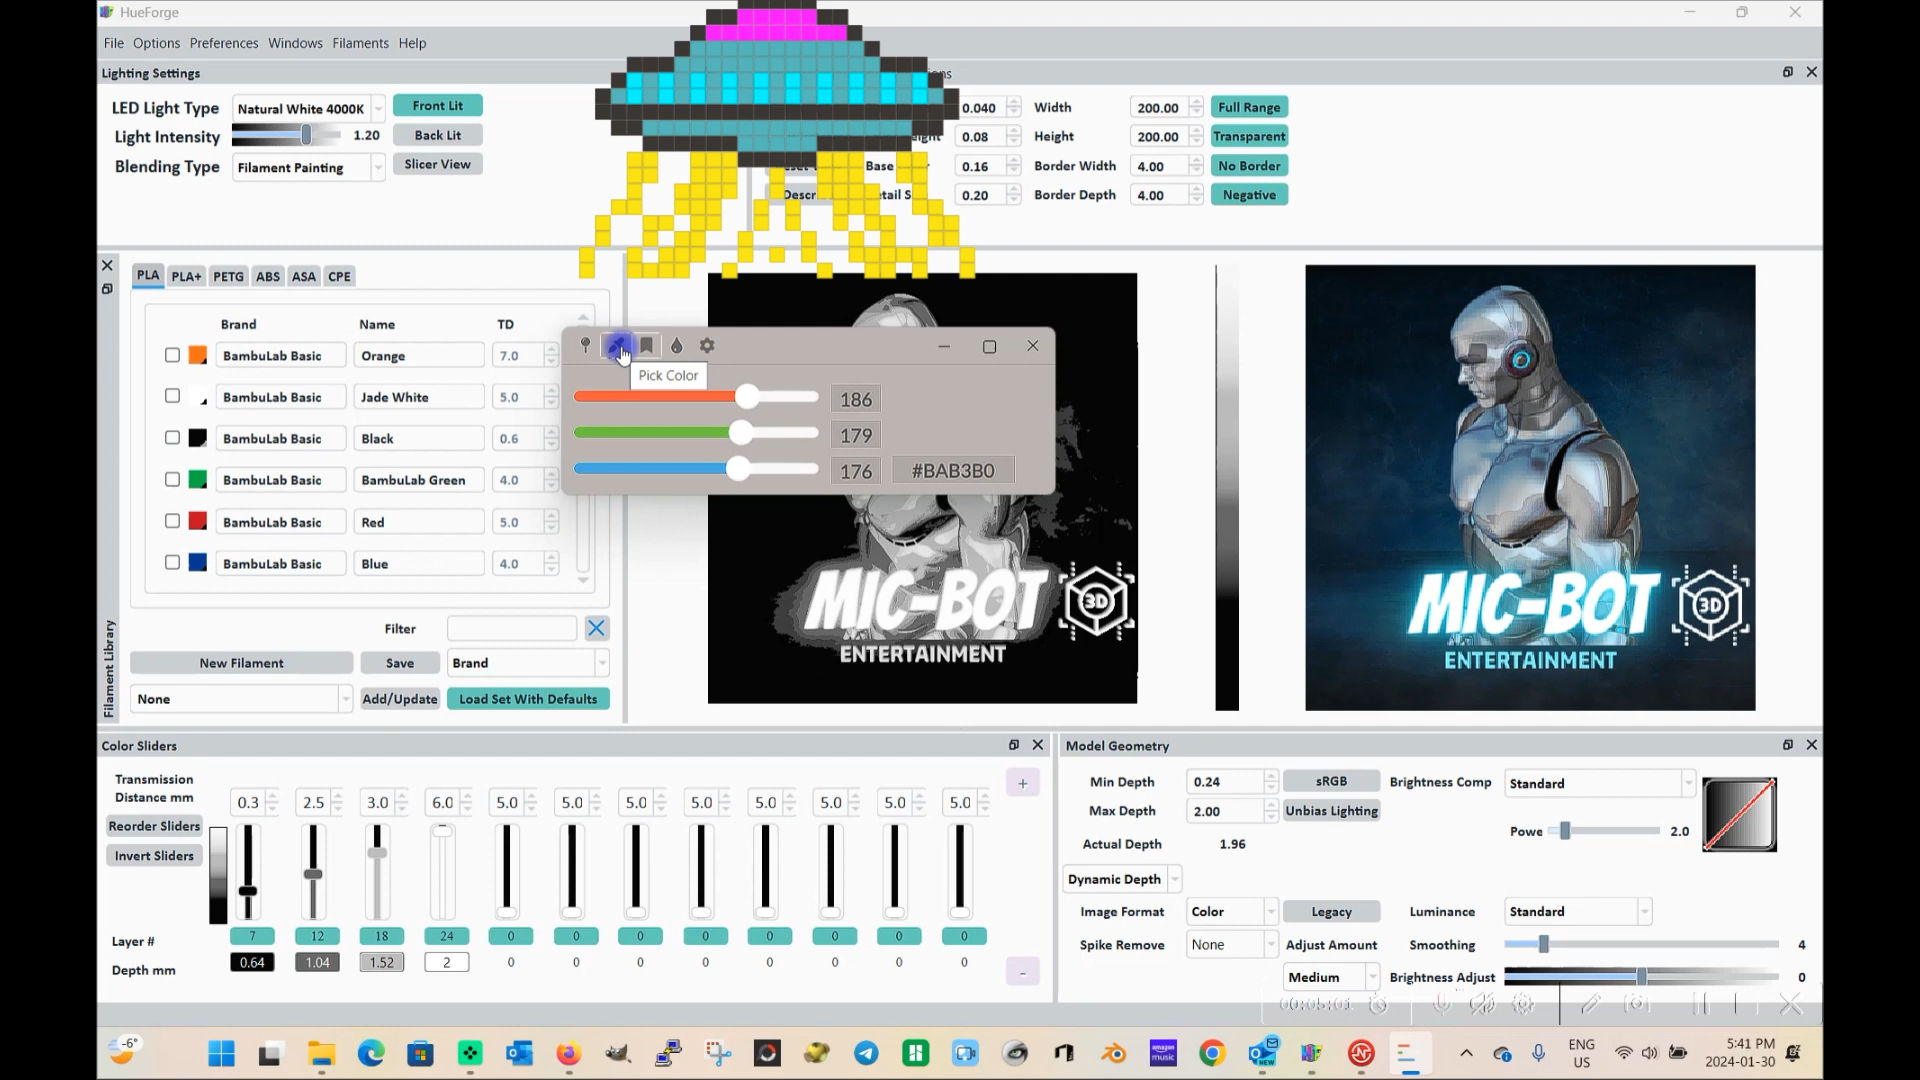 HueForge
File Options Preferences Windows Filaments Help
Lighting Settings
LED Light Type Natural White 4000K Front Lit
Light Intensity 1.20 Back Lit
Blending Type Filament Painting Slicer View
0.040 Width 200.00 Full Range
0.08 Height 200.00 Transparent
Base 0.16 Border Width 4.00 No Border
0.20 Border Depth 4.00 Negative
PLA PLA+ PETG ABS ASA CPE
Brand Name TD
BambuLab Basic Orange 7.0
BambuLab Basic Jade White 5.0
BambuLab Basic Black 0.6
BambuLab Basic BambuLab Green 4.0
BambuLab Basic Red 5.0
BambuLab Basic Blue 4.0
Filter
New Filament Save Brand
None Add/Update Load Set With Defaults
Filament Library
Pick Color
186
179
176 #BAB3B0
MIC-BOT 3D
ENTERTAINMENT
MIC-BOT 3D
ENTERTAINMENT
Color Sliders
Transmission
Distance mm 0.3 2.5 3.0 6.0 5.0 5.0 5.0 5.0 5.0 5.0 5.0 5.0 +
Reorder Sliders
Invert Sliders
Layer # 7 12 18 24 0 0 0 0 0 0 0 0
Depth mm 0.64 1.04 1.52 2 0 0 0 0 0 0 0 0 -
Model Geometry
Min Depth 0.24 sRGB Brightness Comp Standard
Max Depth 2.00 Unbias Lighting
Powe 2.0
Actual Depth 1.96
Dynamic Depth
Image Format Color Legacy Luminance Standard
Spike Remove None Adjust Amount Smoothing 4
Medium Brightness Adjust 0
00:05:01
-6°
amazon music
NEW
ENG
US
5:41 PM
2024-01-30